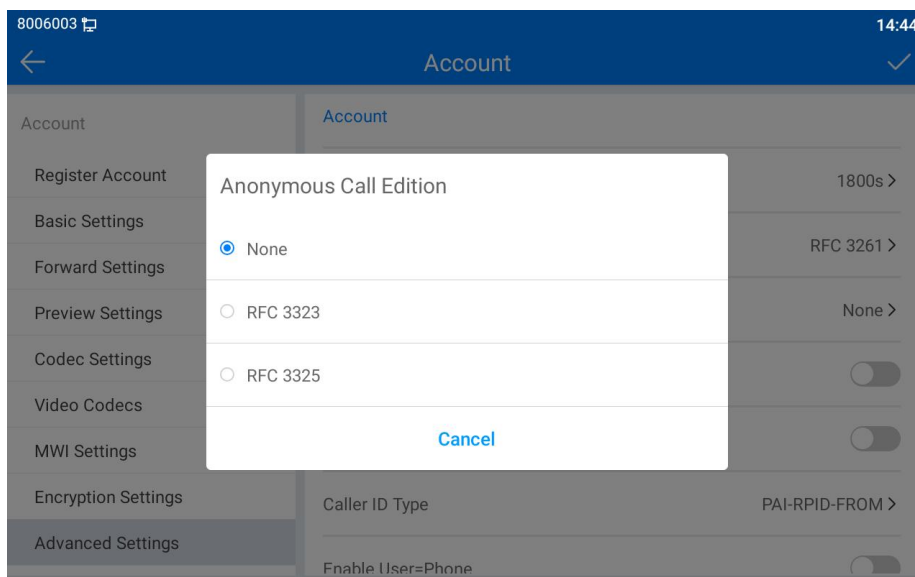 8006003
14:44
Account
Account
Account
Register Account
1800s
Anonymous Call Edition
Basic Settings
RFC 3261
None
Forward Settings
Preview Settings
RFC 3323
None
Codec Settings
RFC 3325
Video Codecs
Cancel
MWI Settings
Encryption Settings
Caller ID Type
PAI-RPID-FROM
Advanced Settings
Enable User=Phone